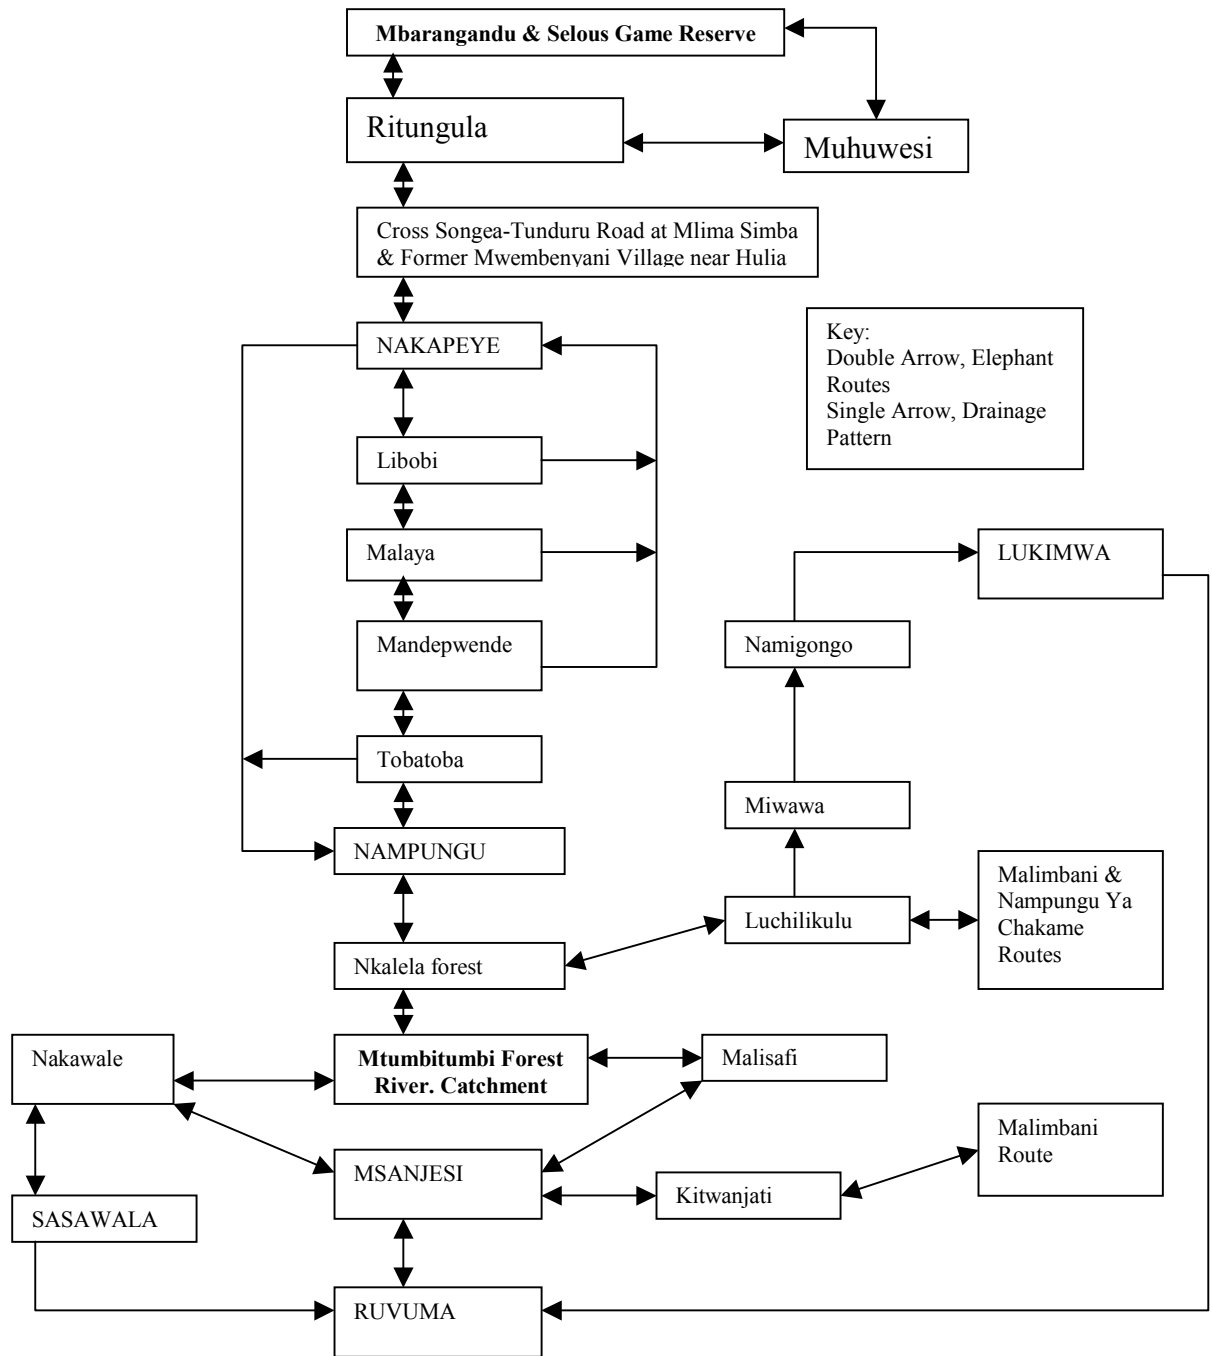 Mbarangandu & Selous Game Reserve
Ritungula
Muhuwesi
Cross Songea-Tunduru Road at Mlima Simba
& Former Mwembenyani Village near Hulia
NAKAPEYE
Key:
Double Arrow, Elephant
Routes
Single Arrow, Drainage
Pattern
Libobi
Malaya
LUKIMWA
Mandepwende
Namigongo
Tobatoba
Miwawa
NAMPUNGU
Malimbani &
Nampungu Ya
Chakame
Routes
Luchilikulu
Nkalela forest
Nakawale
Mtumbitumbi Forest
River. Catchment
Malisafi
Malimbani
Route
MSANJESI
Kitwanjati
SASAWALA
RUVUMA